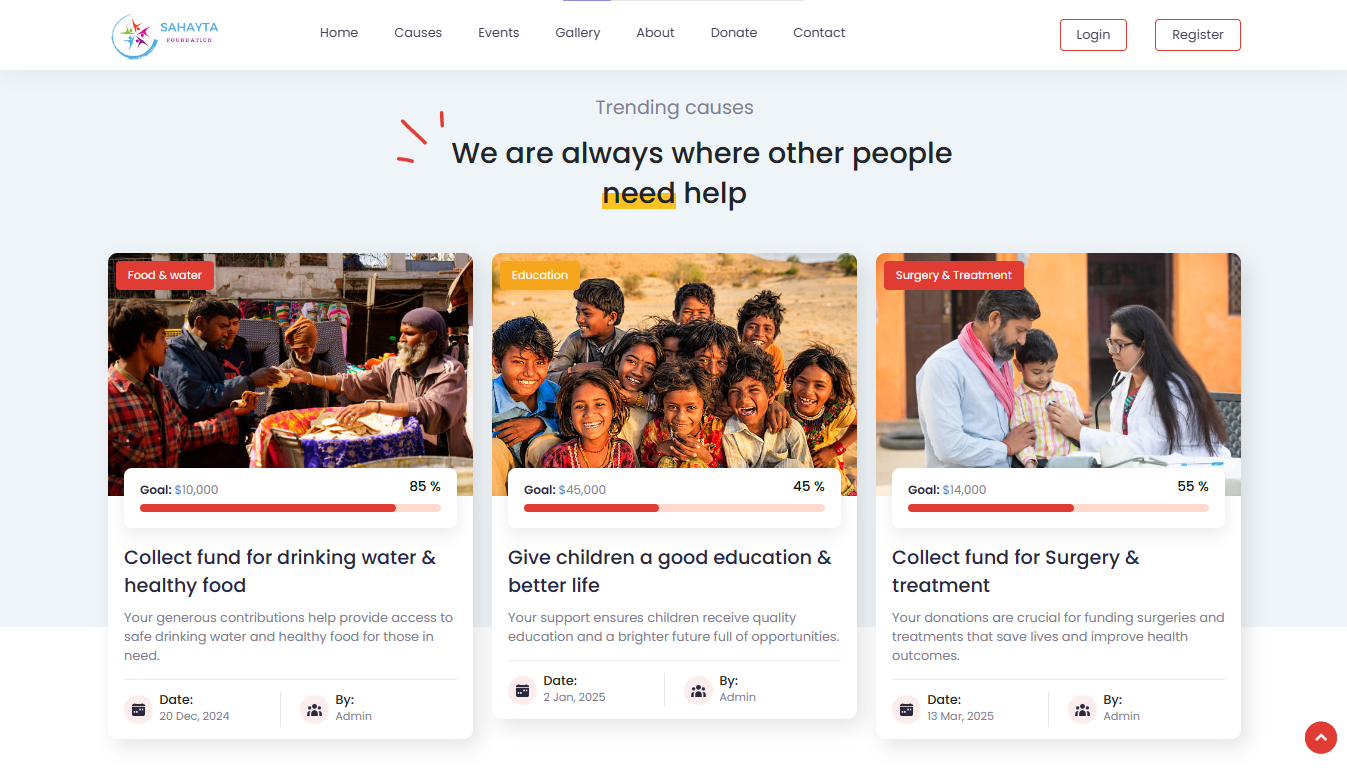 SAHAYTA
FOUNDATION
Home Causes Events Gallery About Donate Contact
Login Register
Trending causes
We are always where other people
need help
Food & water
Goal: $10,000 85 %
Collect fund for drinking water &
healthy food
Your generous contributions help provide access to
safe drinking water and healthy food for those in
need.
Date:
20 Dec, 2024
By:
Admin
Education
Goal: $45,000 45 %
Give children a good education &
better life
Your support ensures children receive quality
education and a brighter future full of opportunities.
Date:
2 Jan, 2025
By:
Admin
Surgery & Treatment
Goal: $14,000 55 %
Collect fund for Surgery &
treatment
Your donations are crucial for funding surgeries and
treatments that save lives and improve health
outcomes.
Date:
13 Mar, 2025
By:
Admin